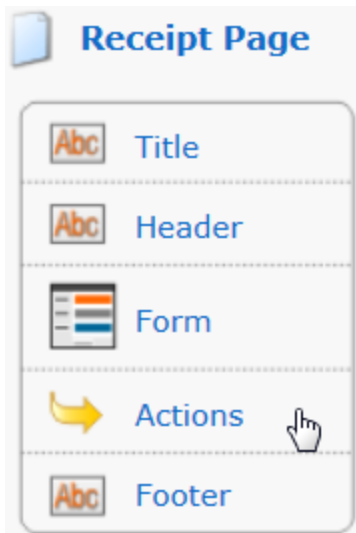 Receipt Page
Abc Title
Abc Header
Form
Actions
Abc Footer